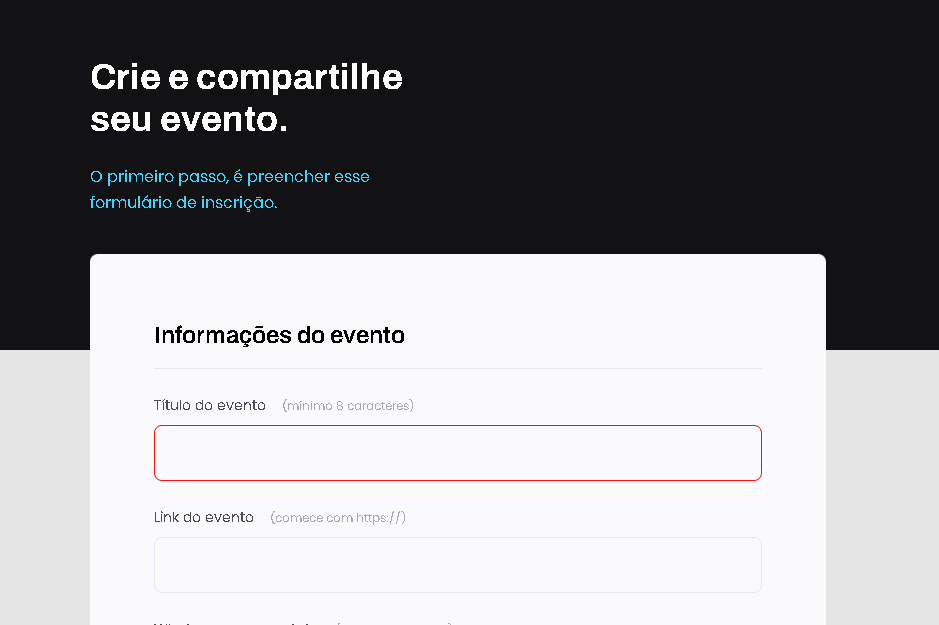 Crie e compartilhe
seu evento.
O primeiro passo, é preencher esse
formulário de inscrição.
Informações do evento
Título do evento (mínimo 8 caracteres)
Link do evento (comece com https://)